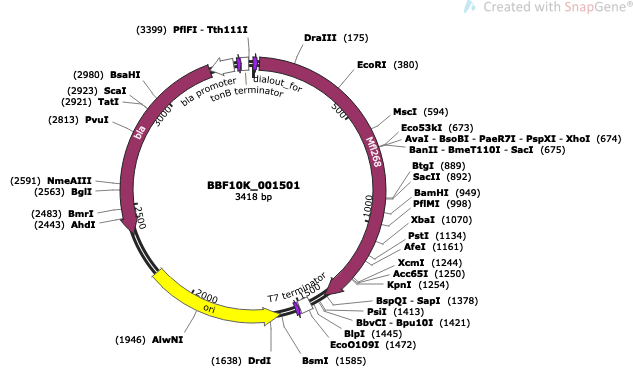 Created with SnapGene®
(3399) PflFI - Tth111I
DraIII (175)
EcoRI (380)
MscI (594)
Eco53kI (673)
AvaI - BsoBI - PaeR7I - PspXI - XhoI (674)
BanII - BmeT110I - SacI (675)
BtgI (889)
SacII (892)
BamHI (949)
PflMI (998)
XbaI (1070)
PstI (1134)
AfeI (1161)
XcmI (1244)
Acc65I (1250)
KpnI (1254)
BspQI - SapI (1378)
PsiI (1413)
BbvCI - Bpu10I (1421)
BlpI (1445)
EcoO109I (1472)
BsmI (1585)
(1638) DrdI
(1946) AlwNI
(2443) AhdI
(2483) BmrI
(2563) BglI
(2591) NmeAIII
(2813) PvuI
(2921) TatI
(2923) ScaI
(2980) BsaHI
bla promoter
tonB terminator
dialout_for
Mfl268
T7 terminator
ori
bla
500
1000
1500
2000
2500
3000
BBF10K_001501
3418 bp